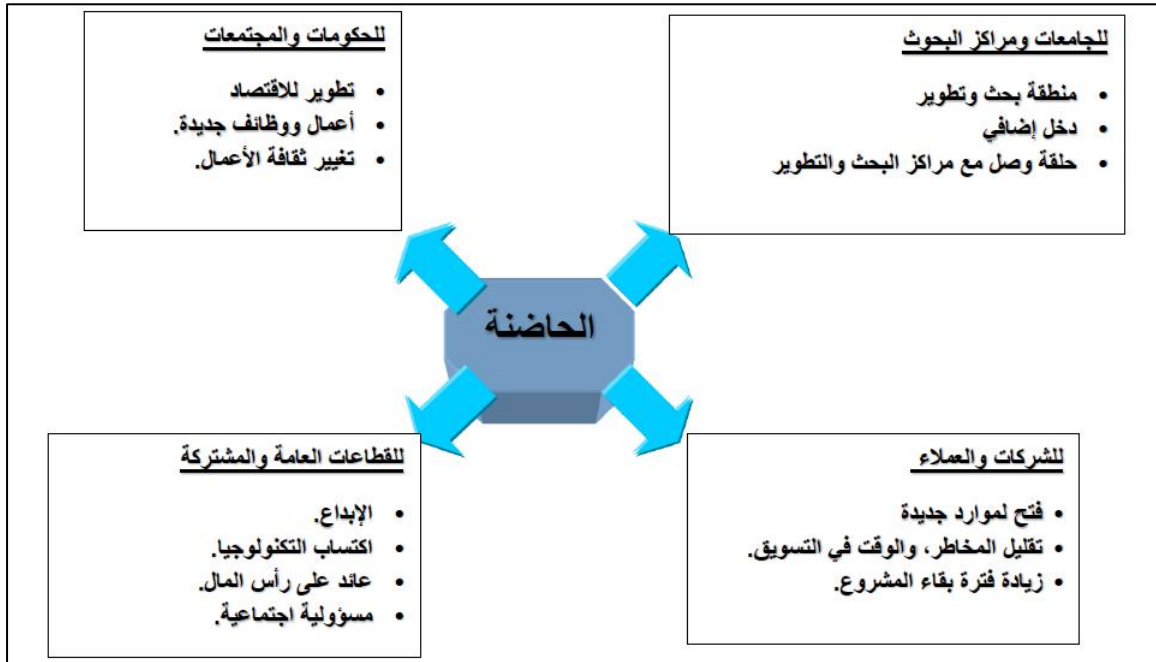 للجامعات ومراكز البحوث
• منطقة بحث وتطوير
• دخل إضافي
• حلقة وصل مع مراكز البحث والتطوير
للحكومات والمجتمعات
• تطوير للاقتصاد
• أعمال ووظائف جديدة.
• تغيير ثقافة الأعمال.
الحاضنة
للشركات والعملاء
• فتح لموارد جديدة
• تقليل المخاطر، والوقت في التسويق.
• زيادة فترة بقاء المشروع.
للقطاعات العامة والمشتركة
• الإبداع.
• اكتساب التكنولوجيا.
• عائد على رأس المال.
• مسؤولية اجتماعية.